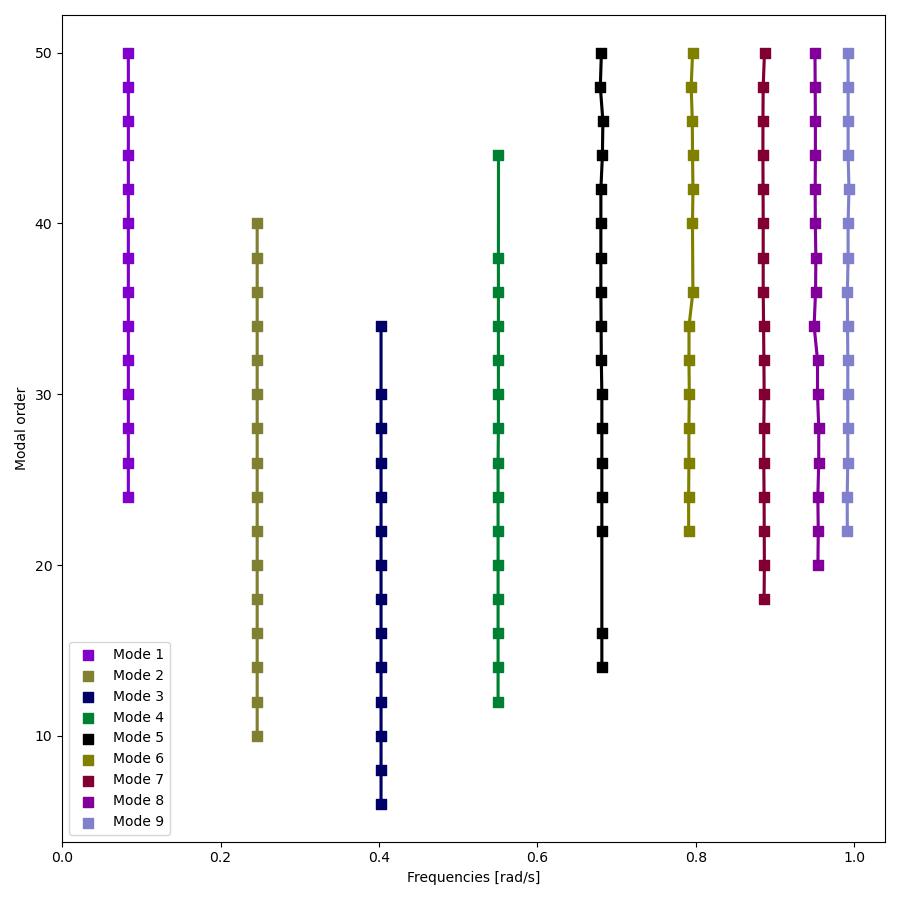 50
40
30
20
10
Modal order
Mode 1
Mode 2
Mode 3
Mode 4
Mode 5
Mode 6
Mode 7
Mode 8
Mode 9
0.0 0.2 0.4 0.6 0.8 1.0
Frequencies [rad/s]